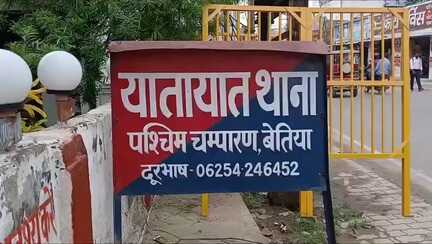 यातायात थाना
पश्चिम चम्पारण, बेतिया
दूरभाष - 06254-246452